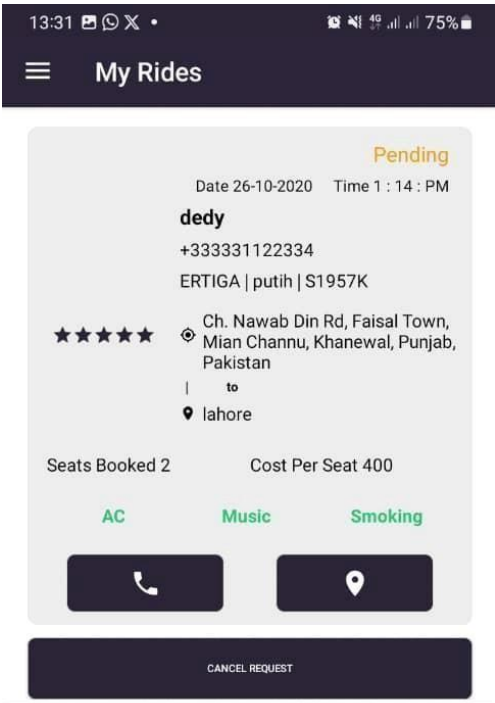 13:31 4G 75%
My Rides
Pending
Date 26-10-2020 Time 1 : 14 : PM
dedy
+333331122334
ERTIGA | putih | S1957K
Ch. Nawab Din Rd, Faisal Town,
Mian Channu, Khanewal, Punjab,
Pakistan
| to
lahore
Seats Booked 2 Cost Per Seat 400
AC Music Smoking
CANCEL REQUEST